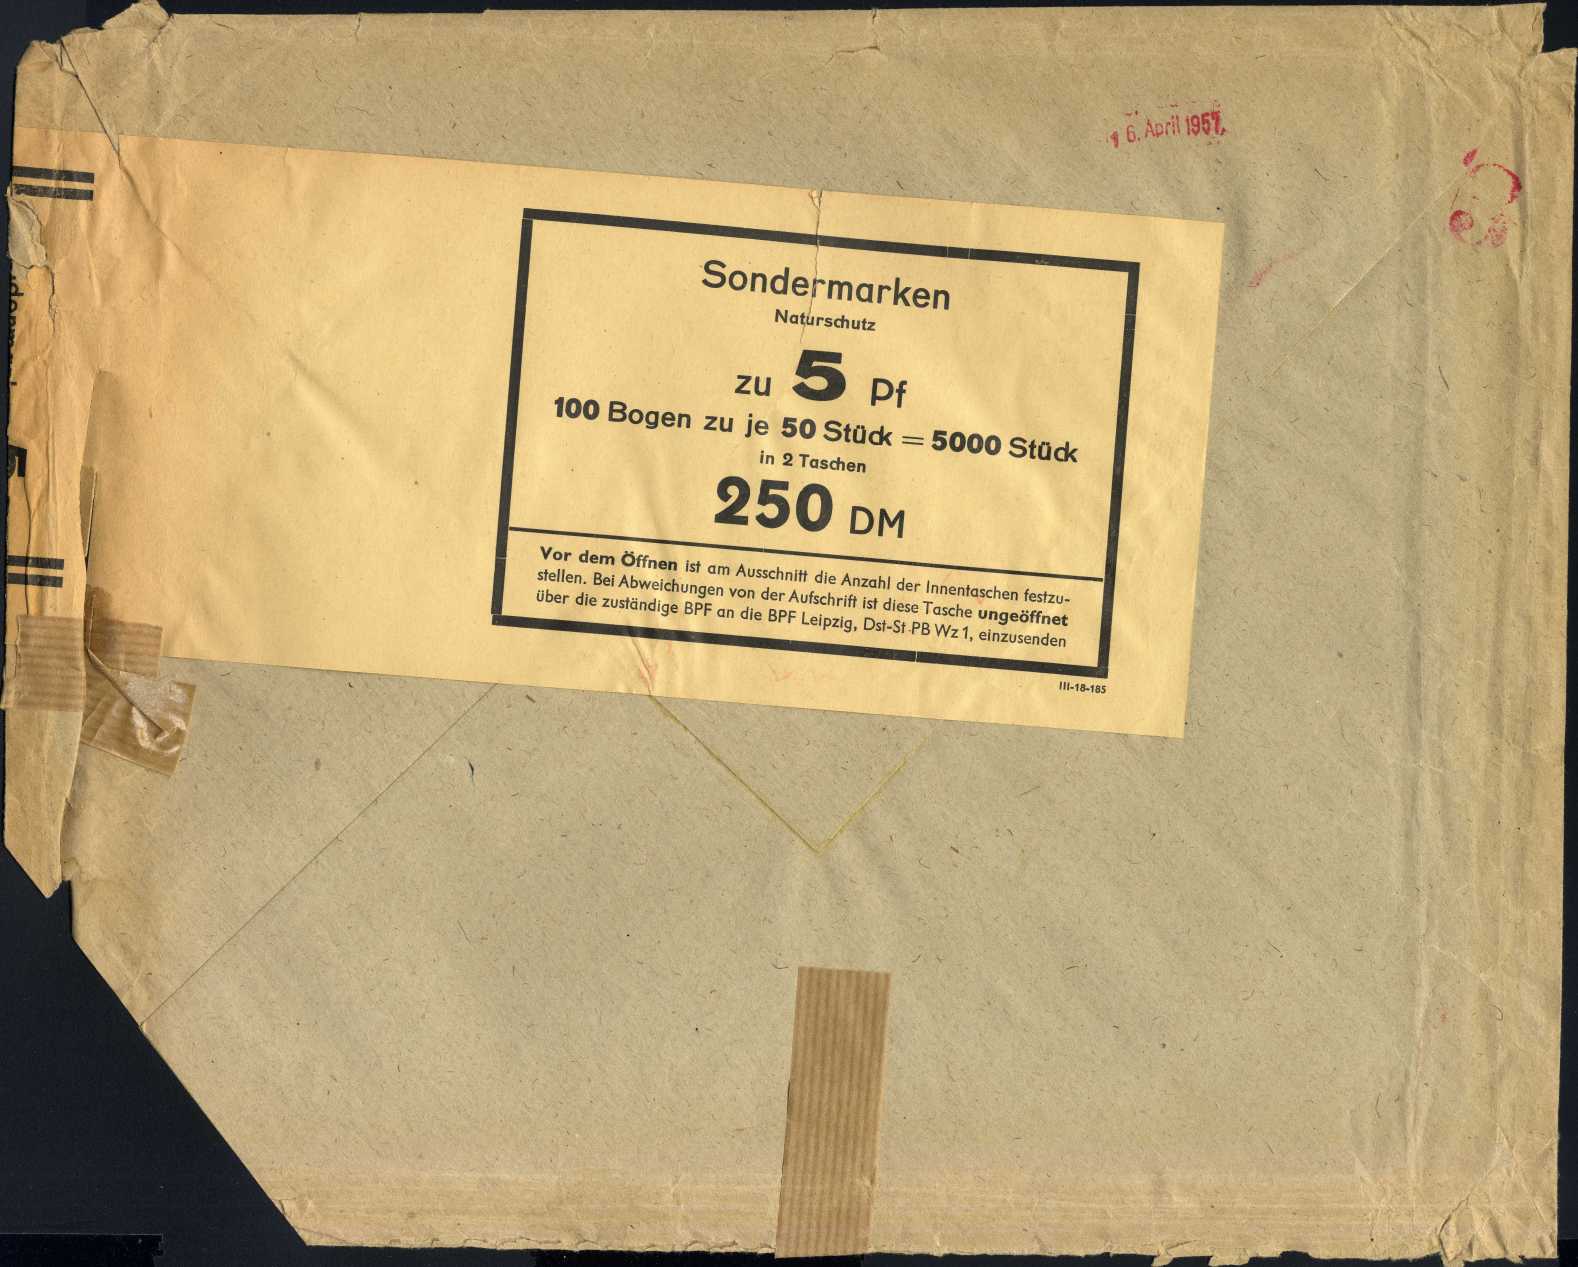 16. April 1957.
Sondermarken
Naturschutz
zu 5 Pf
100 Bogen zu je 50 Stück = 5000 Stück
in 2 Taschen
250 DM
Vor dem Öffnen ist am Ausschnitt die Anzahl der Innentaschen festzu-
stellen. Bei Abweichungen von der Aufschrift ist diese Tasche ungeöffnet
über die zuständige BPF an die BPF Leipzig, Dst-St PB Wz 1, einzusenden
III-18-185
5